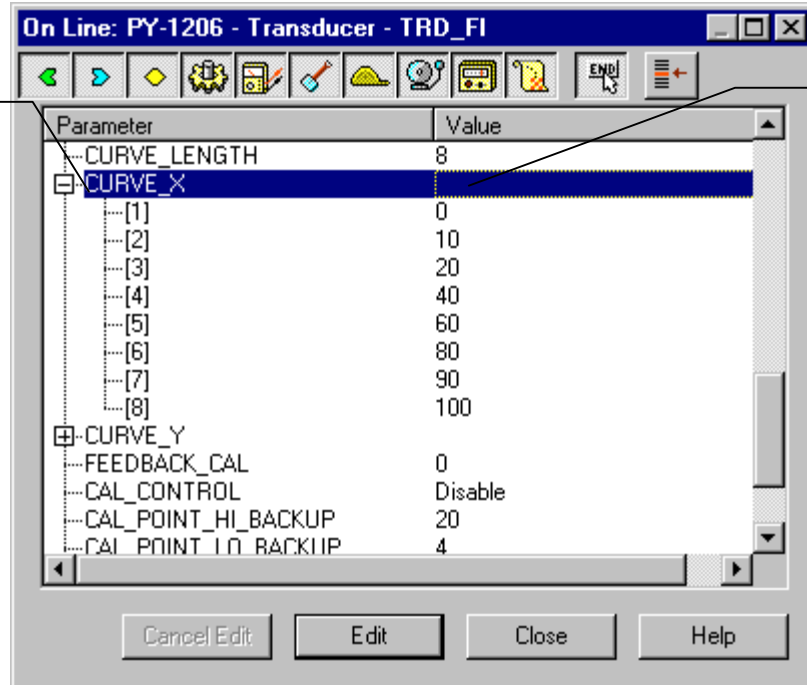 On Line: PY-1206 - Transducer - TRD_FI
END
Parameter Value
CURVE_LENGTH 8
CURVE_X
[1] 0
[2] 10
[3] 20
[4] 40
[5] 60
[6] 80
[7] 90
[8] 100
CURVE_Y
FEEDBACK_CAL 0
CAL_CONTROL Disable
CAL_POINT_HI_BACKUP 20
CAL_POINT_LO_BACKUP 4
Cancel Edit Edit Close Help